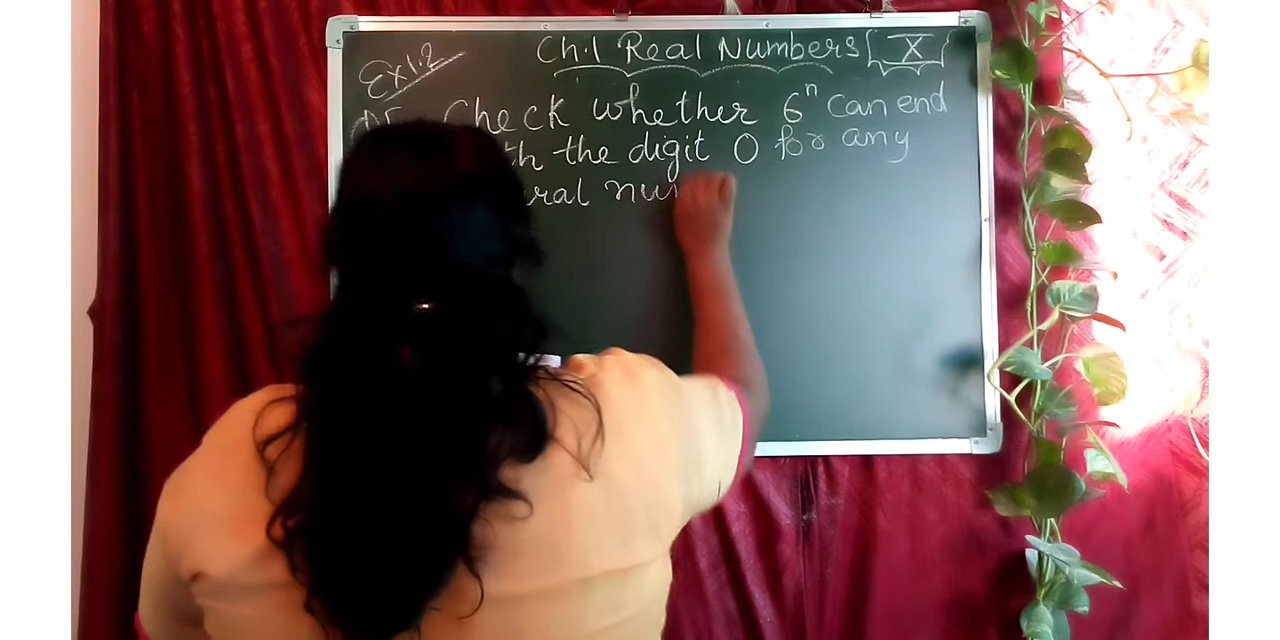 Ch.1 Real Numbers [X]
Ex 1.2
Q5. Check whether 6ⁿ can end
th the digit 0 for any
ral nu